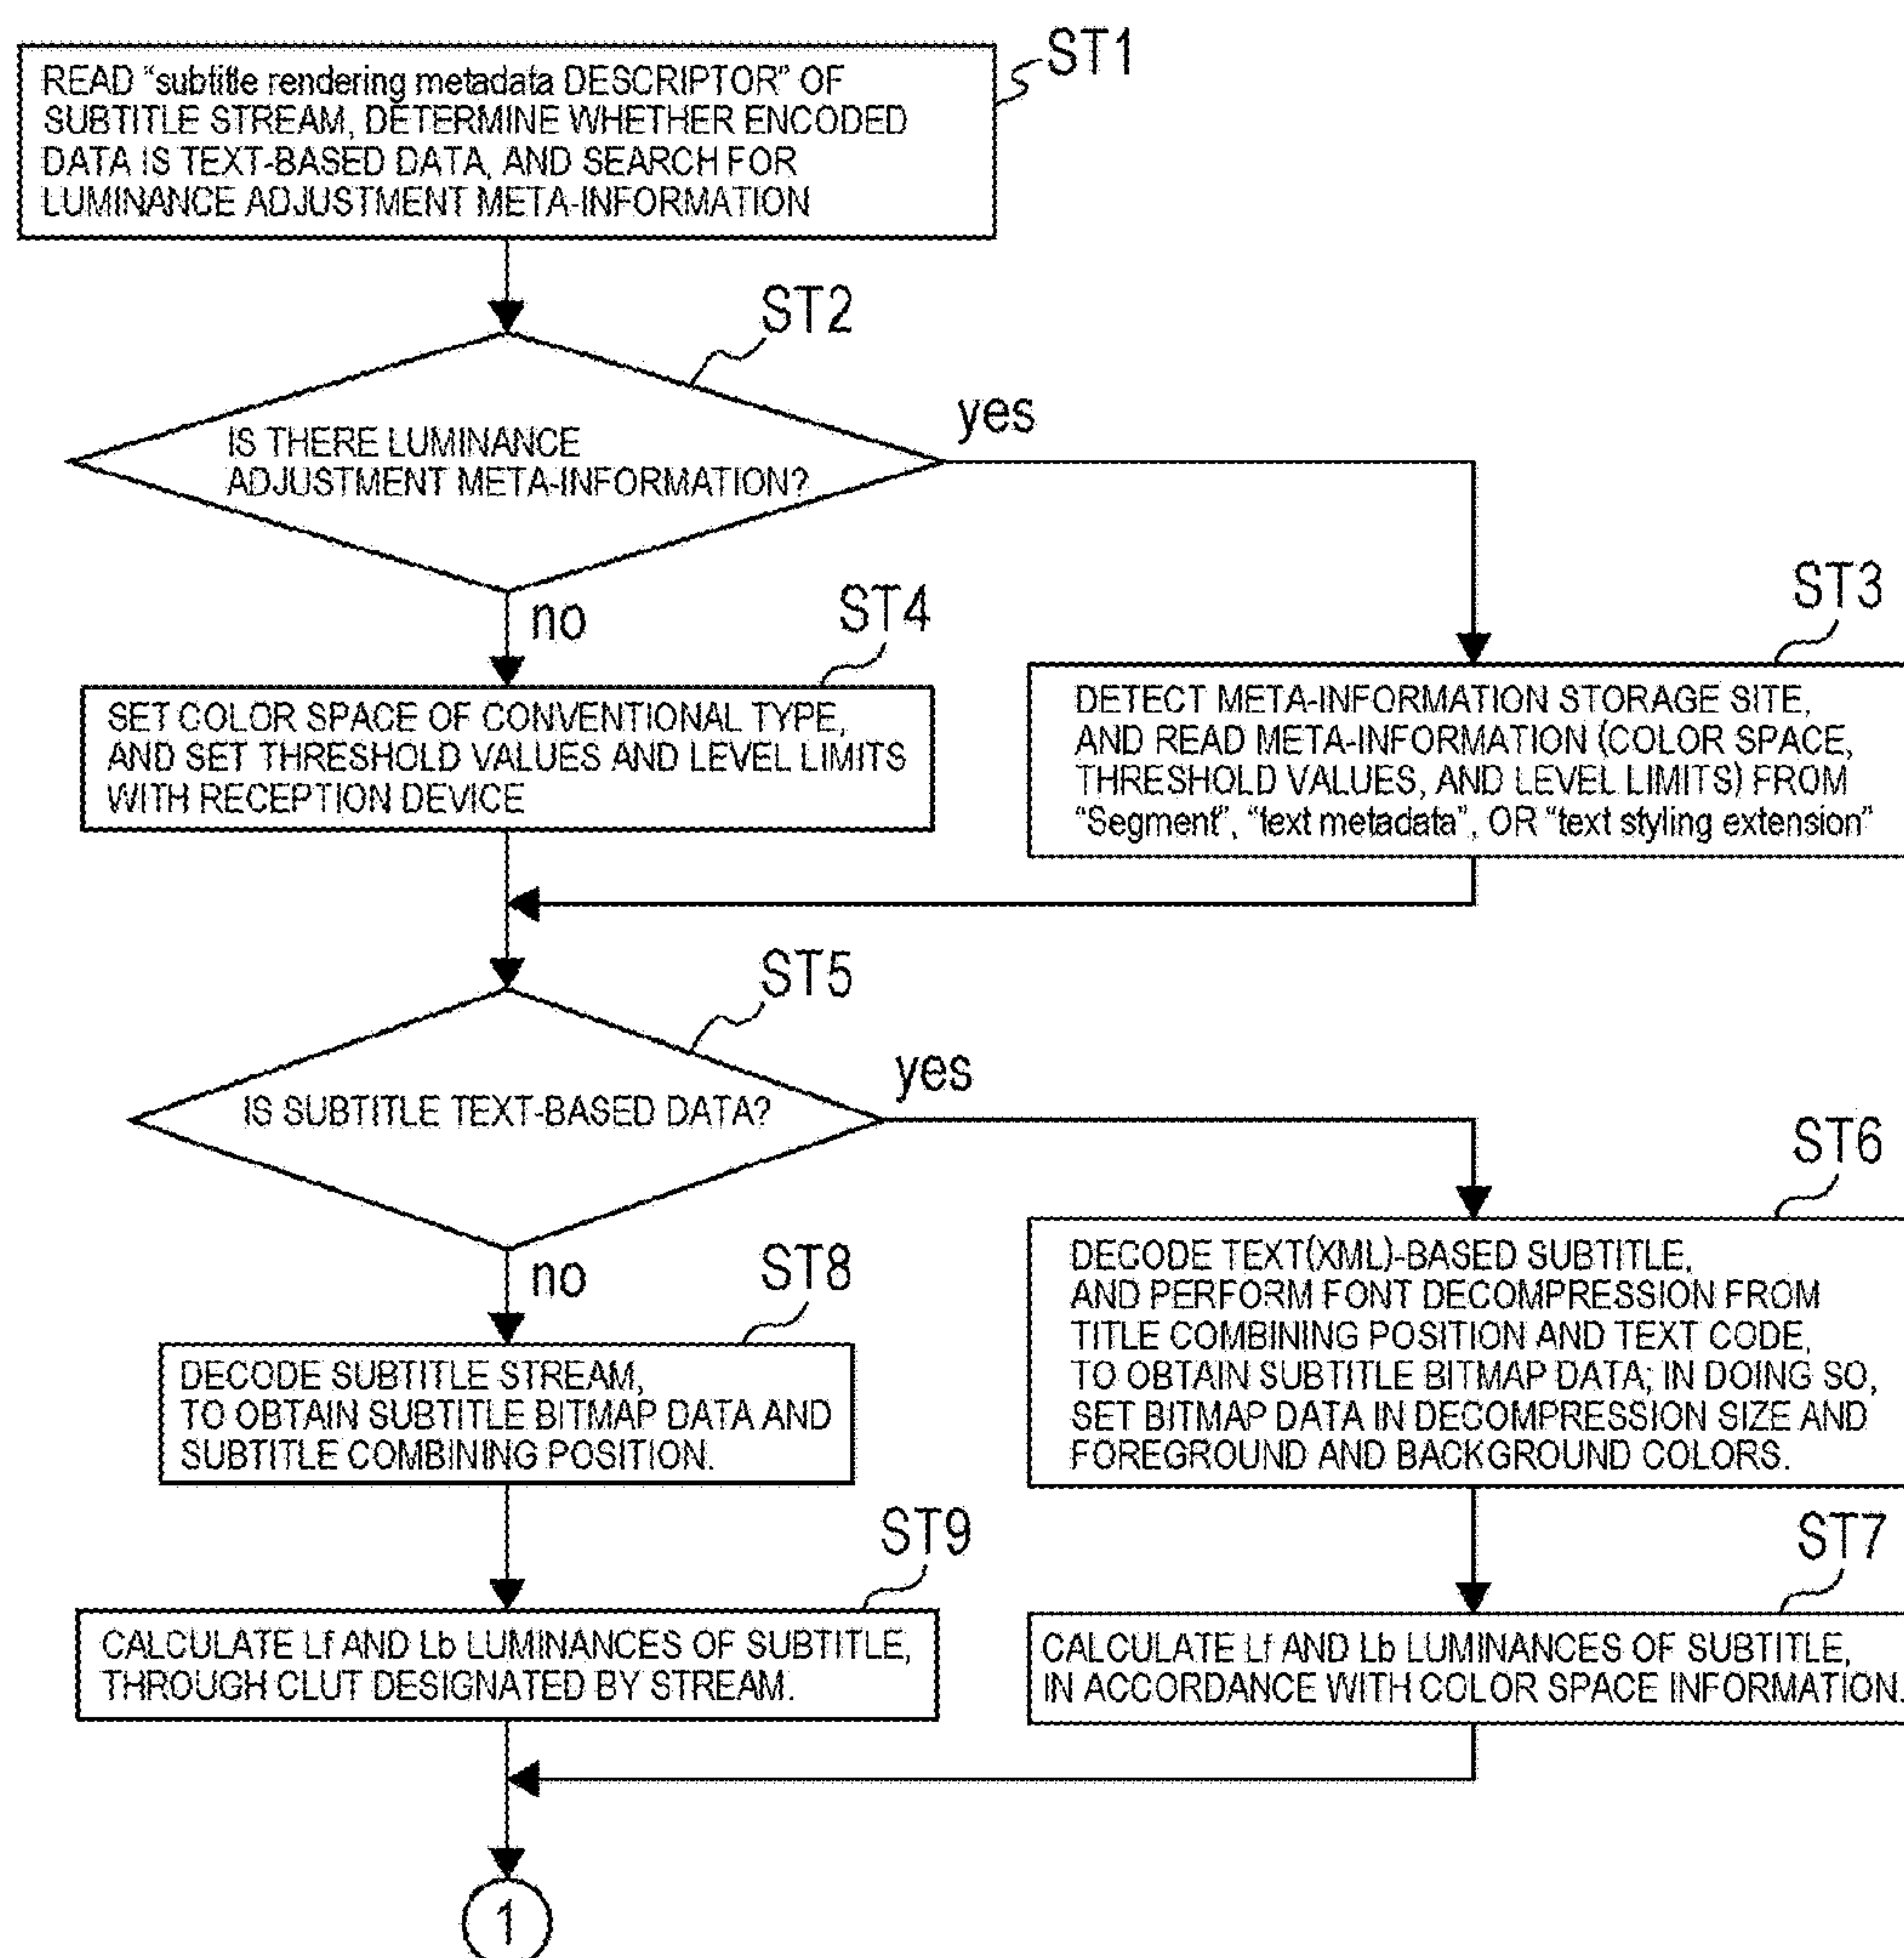 ST1
READ “subtitle rendering metadata DESCRIPTOR” OF
SUBTITLE STREAM, DETERMINE WHETHER ENCODED
DATA IS TEXT-BASED DATA, AND SEARCH FOR
LUMINANCE ADJUSTMENT META-INFORMATION
ST2
IS THERE LUMINANCE
ADJUSTMENT META-INFORMATION?
yes
no
ST4
SET COLOR SPACE OF CONVENTIONAL TYPE,
AND SET THRESHOLD VALUES AND LEVEL LIMITS
WITH RECEPTION DEVICE
ST3
DETECT META-INFORMATION STORAGE SITE,
AND READ META-INFORMATION (COLOR SPACE,
THRESHOLD VALUES, AND LEVEL LIMITS) FROM
“Segment”, “text metadata”, OR “text styling extension”
ST5
IS SUBTITLE TEXT-BASED DATA?
yes
no
ST8
DECODE SUBTITLE STREAM,
TO OBTAIN SUBTITLE BITMAP DATA AND
SUBTITLE COMBINING POSITION.
ST6
DECODE TEXT(XML)-BASED SUBTITLE,
AND PERFORM FONT DECOMPRESSION FROM
TITLE COMBINING POSITION AND TEXT CODE,
TO OBTAIN SUBTITLE BITMAP DATA; IN DOING SO,
SET BITMAP DATA IN DECOMPRESSION SIZE AND
FOREGROUND AND BACKGROUND COLORS.
ST9
CALCULATE Lf AND Lb LUMINANCES OF SUBTITLE,
THROUGH CLUT DESIGNATED BY STREAM.
ST7
CALCULATE Lf AND Lb LUMINANCES OF SUBTITLE,
IN ACCORDANCE WITH COLOR SPACE INFORMATION.
1